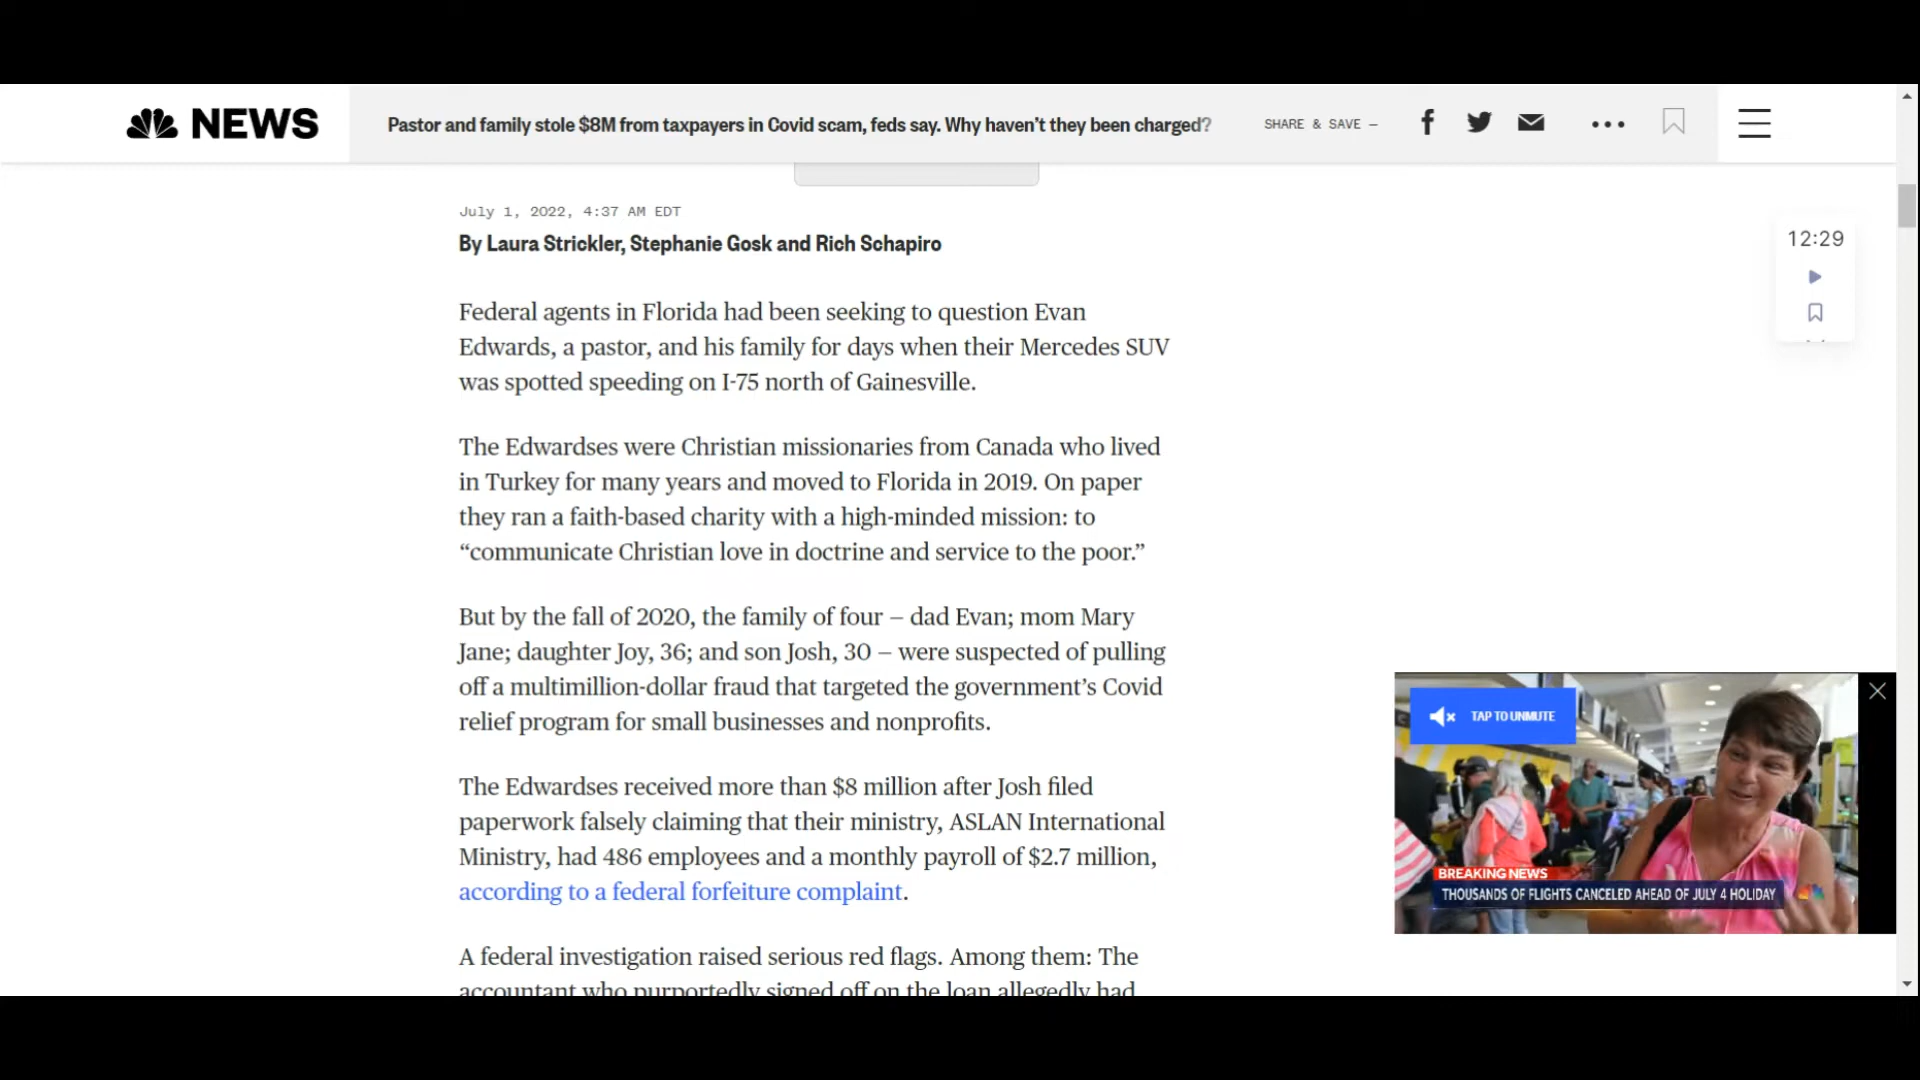 NEWS
Pastor and family stole $8M from taxpayers in Covid scam, feds say. Why haven't they been charged?
SHARE & SAVE —
July 1, 2022, 4:37 AM EDT
By Laura Strickler, Stephanie Gosk and Rich Schapiro
12:29
Federal agents in Florida had been seeking to question Evan
Edwards, a pastor, and his family for days when their Mercedes SUV
was spotted speeding on I-75 north of Gainesville.
The Edwardses were Christian missionaries from Canada who lived
in Turkey for many years and moved to Florida in 2019. On paper
they ran a faith-based charity with a high-minded mission: to
“communicate Christian love in doctrine and service to the poor.”
But by the fall of 2020, the family of four — dad Evan; mom Mary
Jane; daughter Joy, 36; and son Josh, 30 — were suspected of pulling
off a multimillion-dollar fraud that targeted the government’s Covid
relief program for small businesses and nonprofits.
The Edwardses received more than $8 million after Josh filed
paperwork falsely claiming that their ministry, ASLAN International
Ministry, had 486 employees and a monthly payroll of $2.7 million,
according to a federal forfeiture complaint.
A federal investigation raised serious red flags. Among them: The
accountant who purportedly signed off on the loan allegedly had
TAP TO UNMUTE
BREAKING NEWS
THOUSANDS OF FLIGHTS CANCELED AHEAD OF JULY 4 HOLIDAY